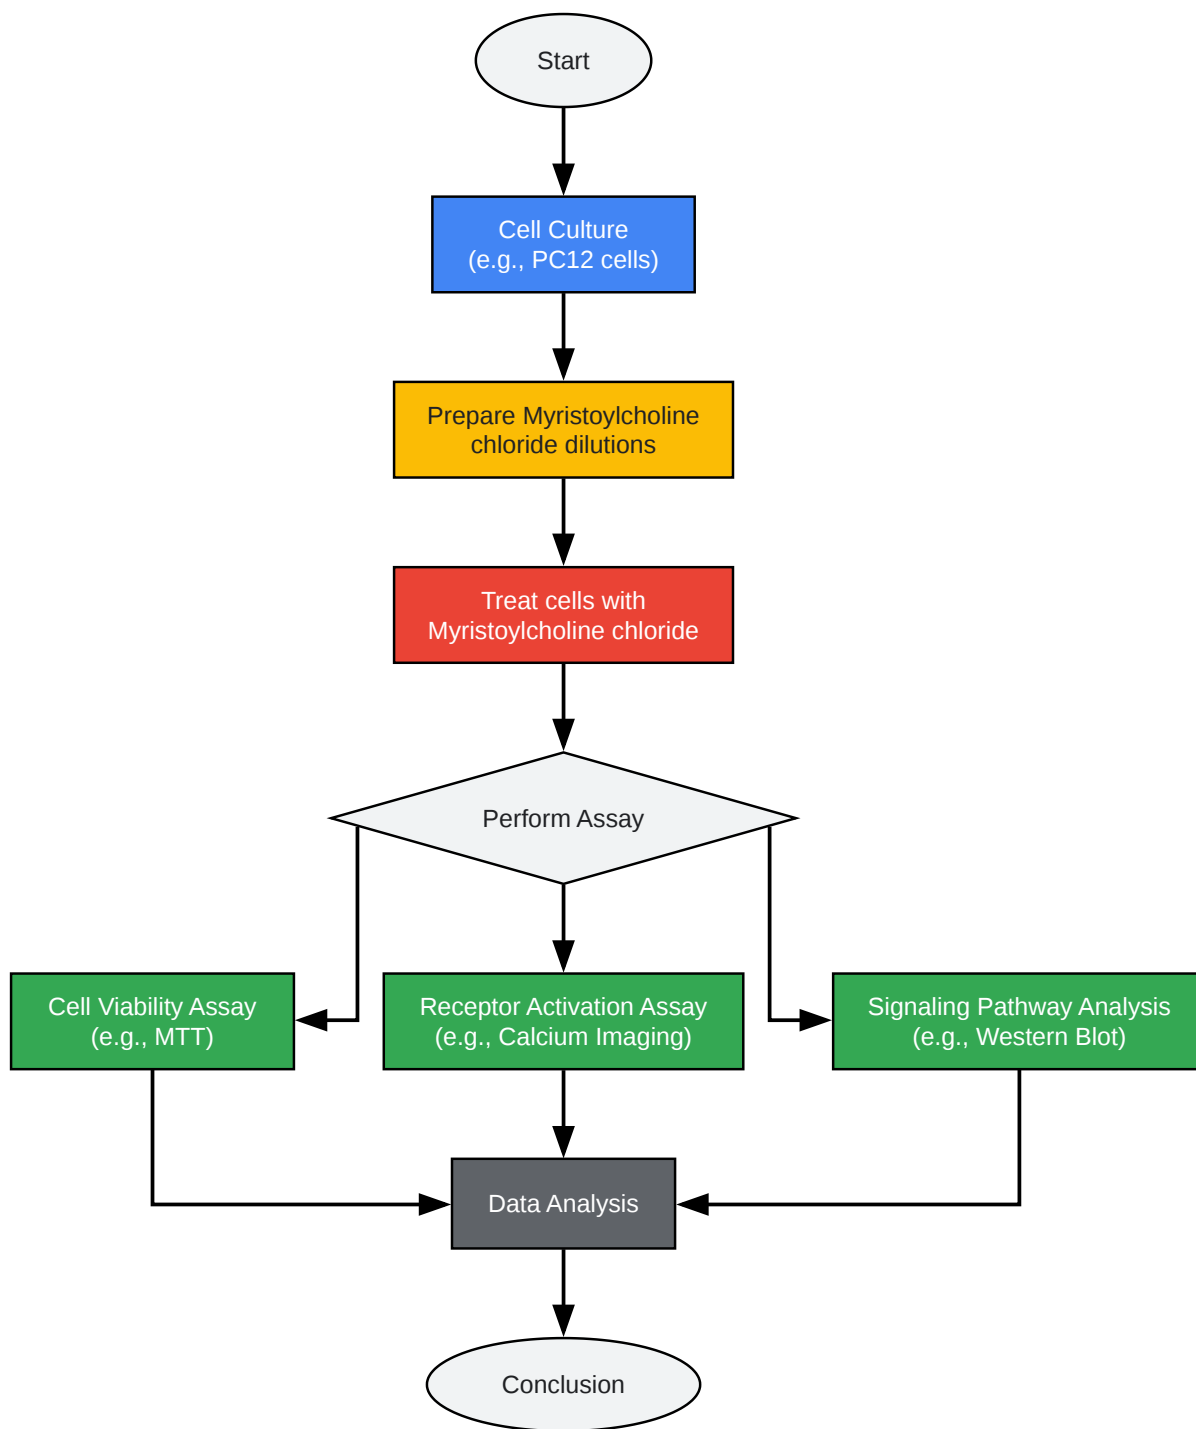 Start
Cell Culture
(e.g., PC12 cells)
Prepare Myristoylcholine
chloride dilutions
Treat cells with
Myristoylcholine chloride
Perform Assay
Cell Viability Assay
(e.g., MTT)
Receptor Activation Assay
(e.g., Calcium Imaging)
Signaling Pathway Analysis
(e.g., Western Blot)
Data Analysis
Conclusion